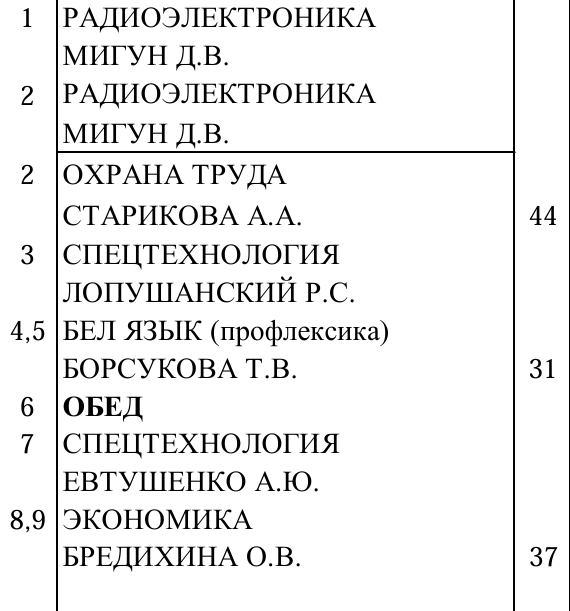 1 РАДИОЭЛЕКТРОНИКА
МИГУН Д.В.
2 РАДИОЭЛЕКТРОНИКА
МИГУН Д.В.
2 ОХРАНА ТРУДА
СТАРИКОВА А.А. 44
3 СПЕЦТЕХНОЛОГИЯ
ЛОПУШАНСКИЙ Р.С.
4,5 БЕЛ ЯЗЫК (профлексика)
БОРСУКОВА Т.В. 31
6 ОБЕД
7 СПЕЦТЕХНОЛОГИЯ
ЕВТУШЕНКО А.Ю.
8,9 ЭКОНОМИКА
БРЕДИХИНА О.В. 37